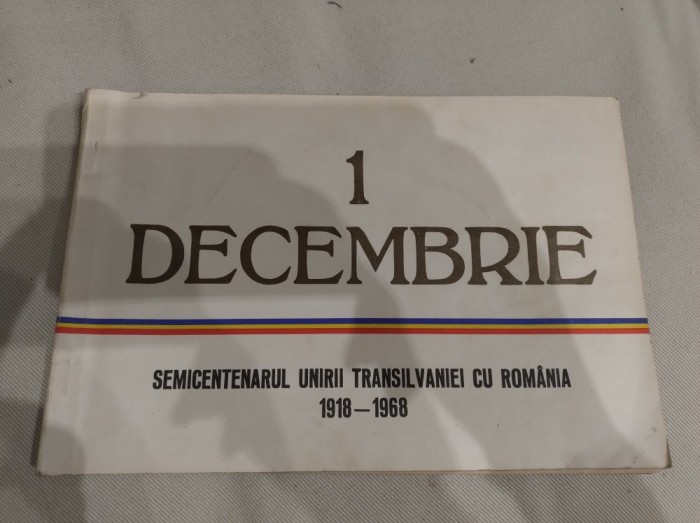 1
DECEMBRIE
SEMICENTENARUL UNIRII TRANSILVANIEI CU ROMÂNIA
1918—1968